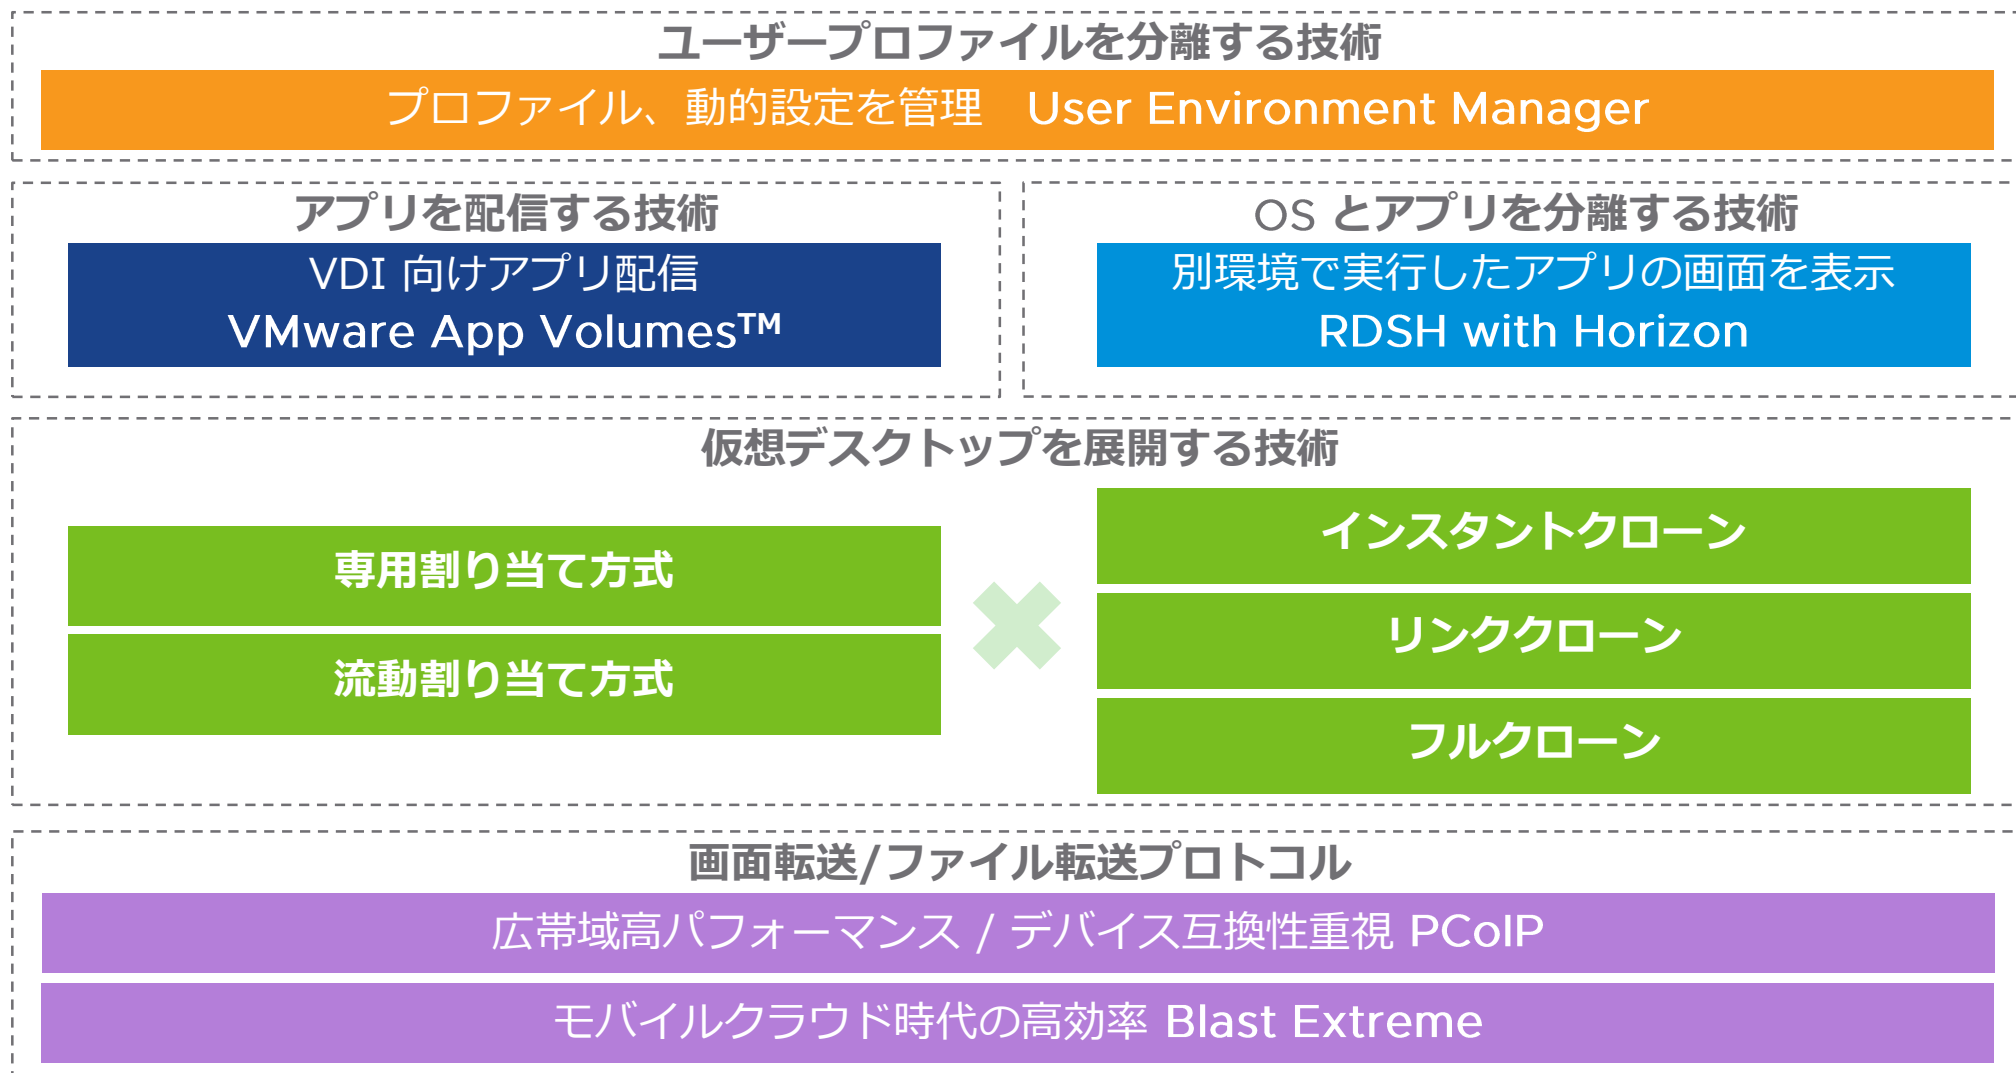 ユーザープロファイルを分離する技術
プロファイル、動的設定を管理　User Environment Manager
アプリを配信する技術
VDI 向けアプリ配信
VMware App Volumes™
OS とアプリを分離する技術
別環境で実行したアプリの画面を表示
RDSH with Horizon
仮想デスクトップを展開する技術
専用割り当て方式
流動割り当て方式
インスタントクローン
リンククローン
フルクローン
画面転送/ファイル転送プロトコル
広帯域高パフォーマンス / デバイス互換性重視 PCoIP
モバイルクラウド時代の高効率 Blast Extreme